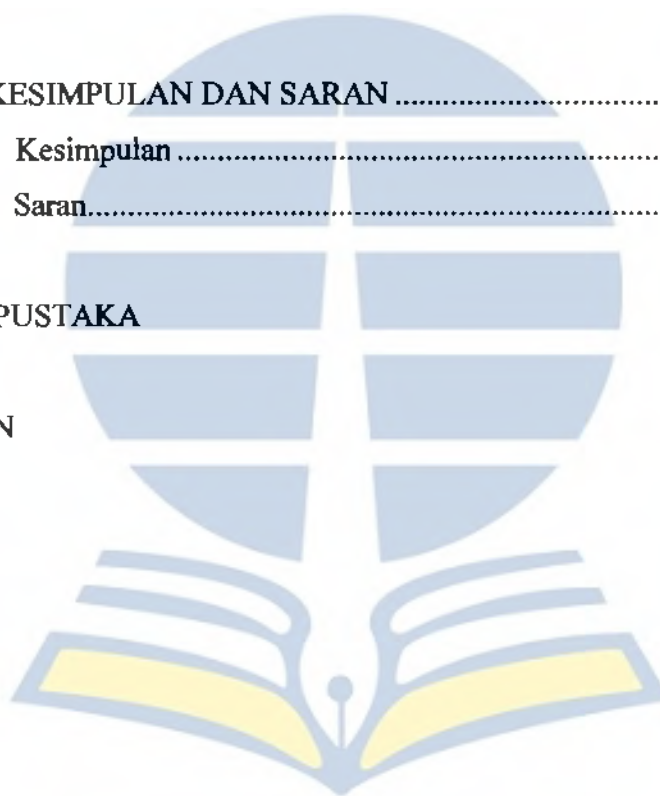 KESIMPULAN DAN SARAN ..............................
Kesimpulan ......................................................
Saran.................................................................
PUSTAKA
N